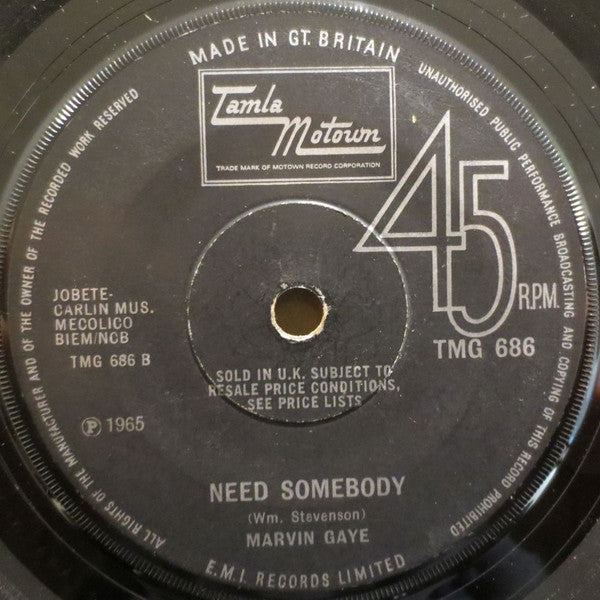 MADE IN GT. BRITAIN
UNAUTHORISED PUBLIC PERFORMANCE BROADCASTING AND COPYING OF THIS RECORD PROHIBITED
ALL RIGHTS OF THE MANUFACTURER AND OF THE OWNER OF THE RECORDED WORK RESERVED
Tamla
Motown
TRADE MARK OF MOTOWN RECORD CORPORATION
45
R.P.M.
TMG 686
JOBETE-
CARLIN MUS.
MECOLICO
BIEM/NCB
TMG 686 B
Ⓟ 1965
SOLD IN U.K. SUBJECT TO
RESALE PRICE CONDITIONS,
SEE PRICE LISTS
NEED SOMEBODY
(Wm. Stevenson)
MARVIN GAYE
E.M.I. RECORDS LIMITED